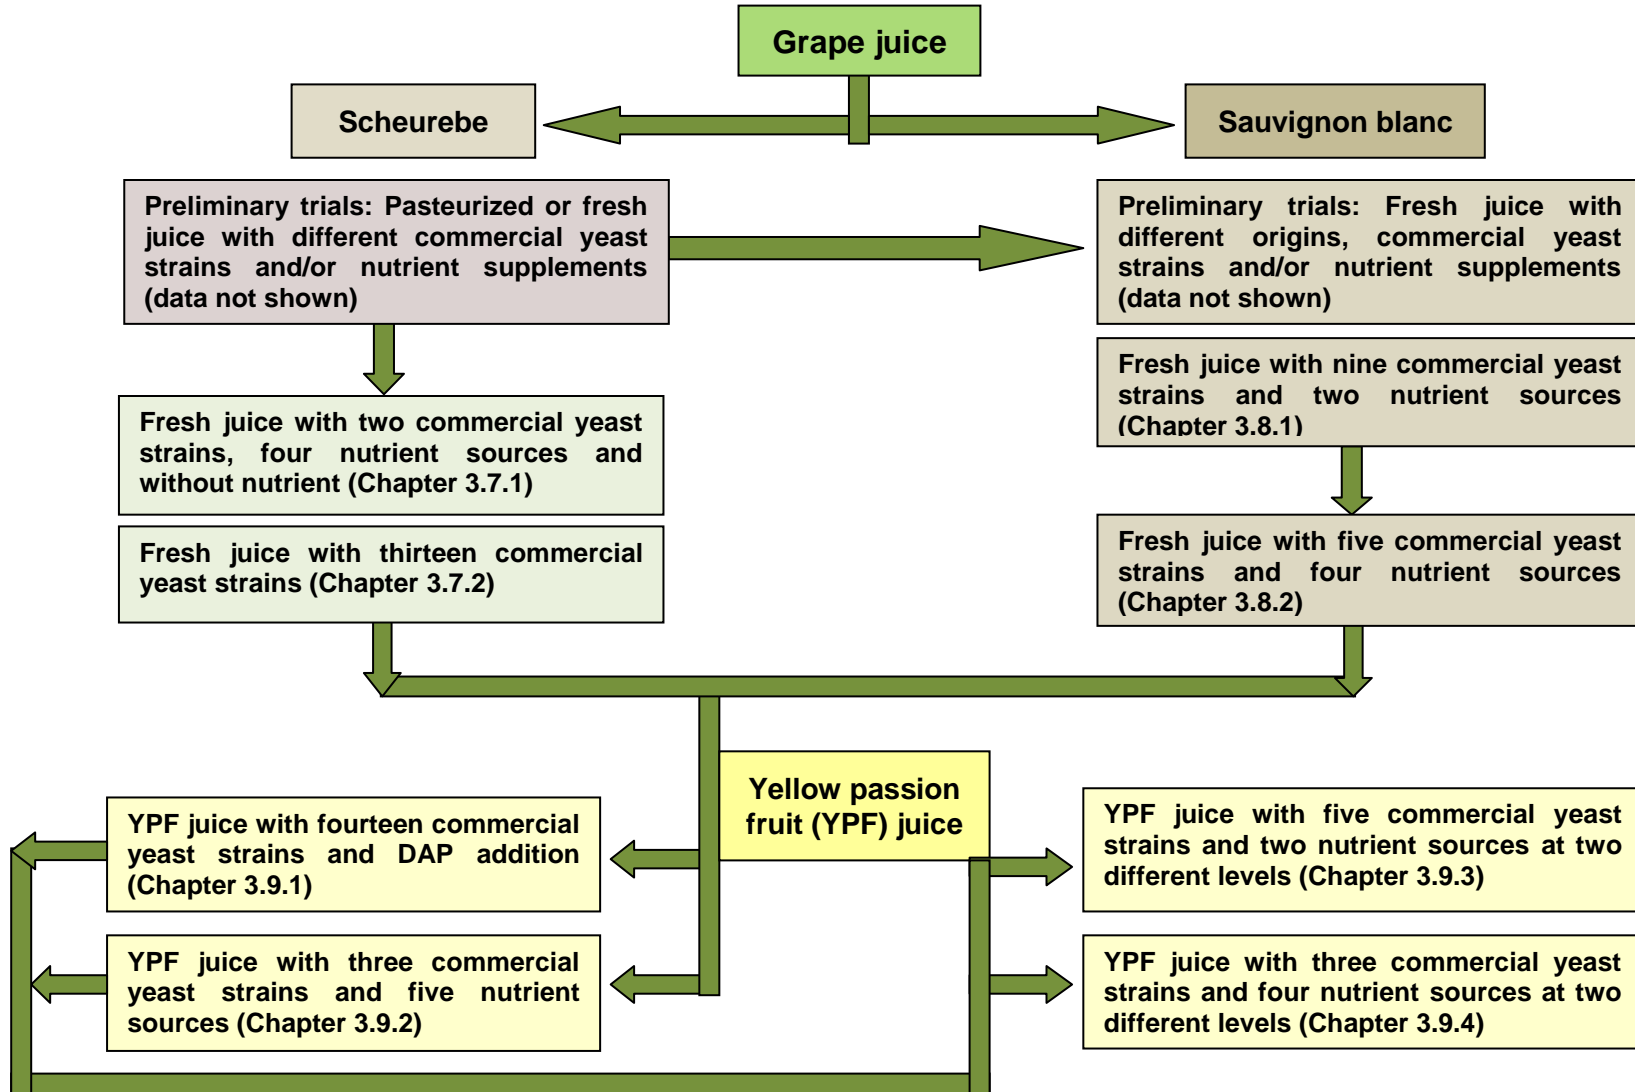 Grape juice
Scheurebe
Sauvignon blanc
Preliminary trials: Pasteurized or fresh
juice with different commercial yeast
strains and/or nutrient supplements
(data not shown)
Preliminary trials: Fresh juice with
different origins, commercial yeast
strains and/or nutrient supplements
(data not shown)
Fresh juice with two commercial yeast
strains, four nutrient sources and
without nutrient (Chapter 3.7.1)
Fresh juice with nine commercial yeast
strains and two nutrient sources
(Chapter 3.8.1)
Fresh juice with thirteen commercial
yeast strains (Chapter 3.7.2)
Fresh juice with five commercial yeast
strains and four nutrient sources
(Chapter 3.8.2)
Yellow passion
fruit (YPF) juice
YPF juice with fourteen commercial
yeast strains and DAP addition
(Chapter 3.9.1)
YPF juice with five commercial yeast
strains and two nutrient sources at two
different levels (Chapter 3.9.3)
YPF juice with three commercial
yeast strains and five nutrient
sources (Chapter 3.9.2)
YPF juice with three commercial yeast
strains and four nutrient sources at two
different levels (Chapter 3.9.4)